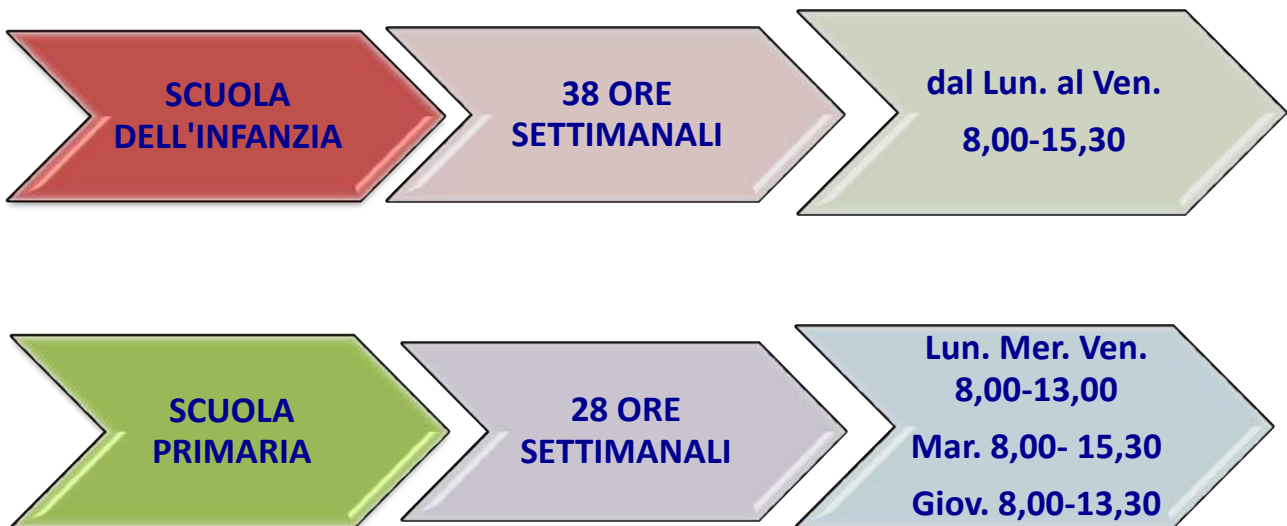 SCUOLA
DELL'INFANZIA
38 ORE
SETTIMANALI
dal Lun. al Ven.
8,00-15,30
SCUOLA
PRIMARIA
28 ORE
SETTIMANALI
Lun. Mer. Ven.
8,00-13,00
Mar. 8,00- 15,30
Giov. 8,00-13,30